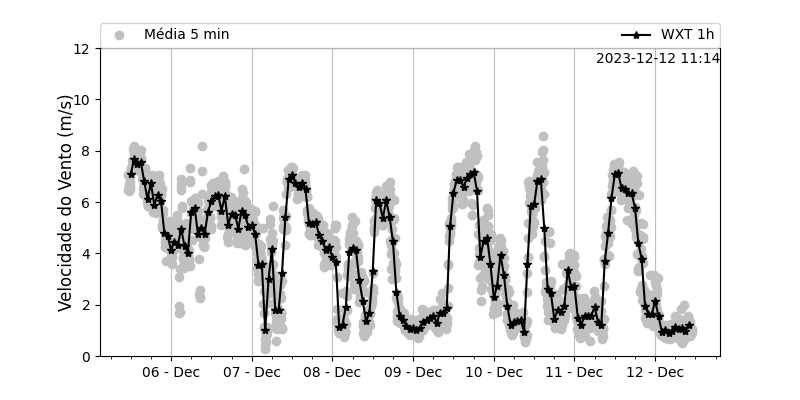 Média 5 min
WXT 1h
2023-12-12 11:14
Velocidade do Vento (m/s)
12
10
8
6
4
2
0
06 - Dec 07 - Dec 08 - Dec 09 - Dec 10 - Dec 11 - Dec 12 - Dec